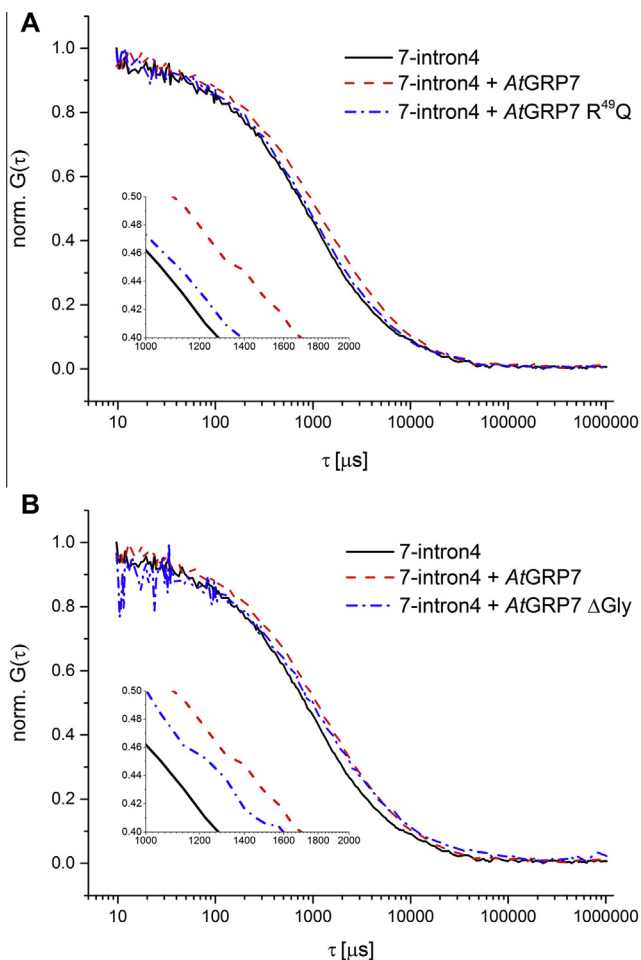 A
1.0
0.8
0.6
0.4
0.2
0.0
norm. G(τ)
7-intron4
7-intron4 + AtGRP7
7-intron4 + AtGRP7 R⁴⁹Q
0.50
0.48
0.46
0.44
0.42
0.40
1000 1200 1400 1600 1800 2000
10 100 1000 10000 100000 1000000
τ [µs]
B
1.0
0.8
0.6
0.4
0.2
0.0
norm. G(τ)
7-intron4
7-intron4 + AtGRP7
7-intron4 + AtGRP7 ΔGly
0.50
0.48
0.46
0.44
0.42
0.40
1000 1200 1400 1600 1800 2000
10 100 1000 10000 100000 1000000
τ [µs]